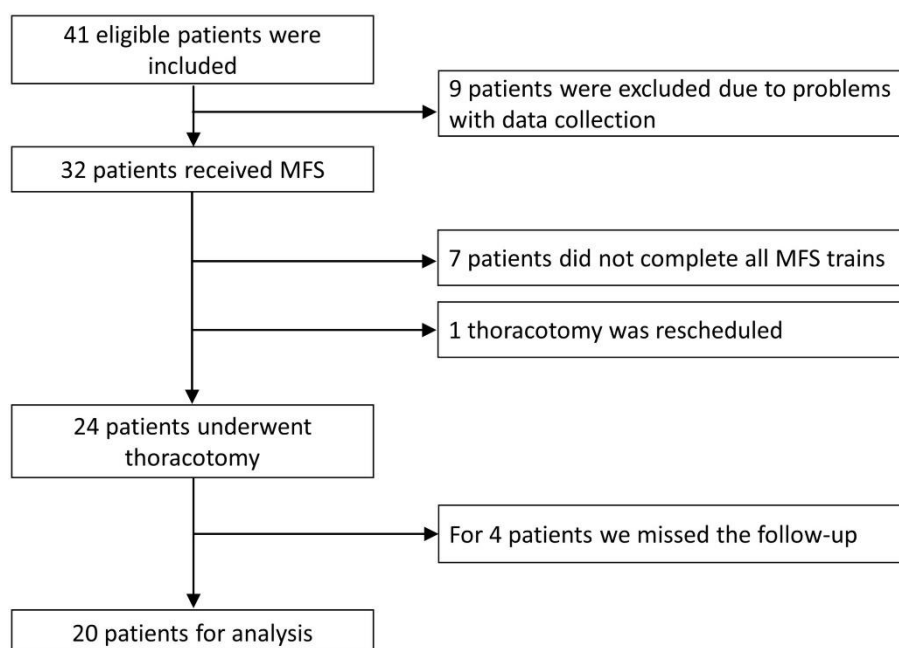 41 eligible patients were
included
9 patients were excluded due to problems
with data collection
32 patients received MFS
7 patients did not complete all MFS trains
1 thoracotomy was rescheduled
24 patients underwent
thoracotomy
For 4 patients we missed the follow-up
20 patients for analysis